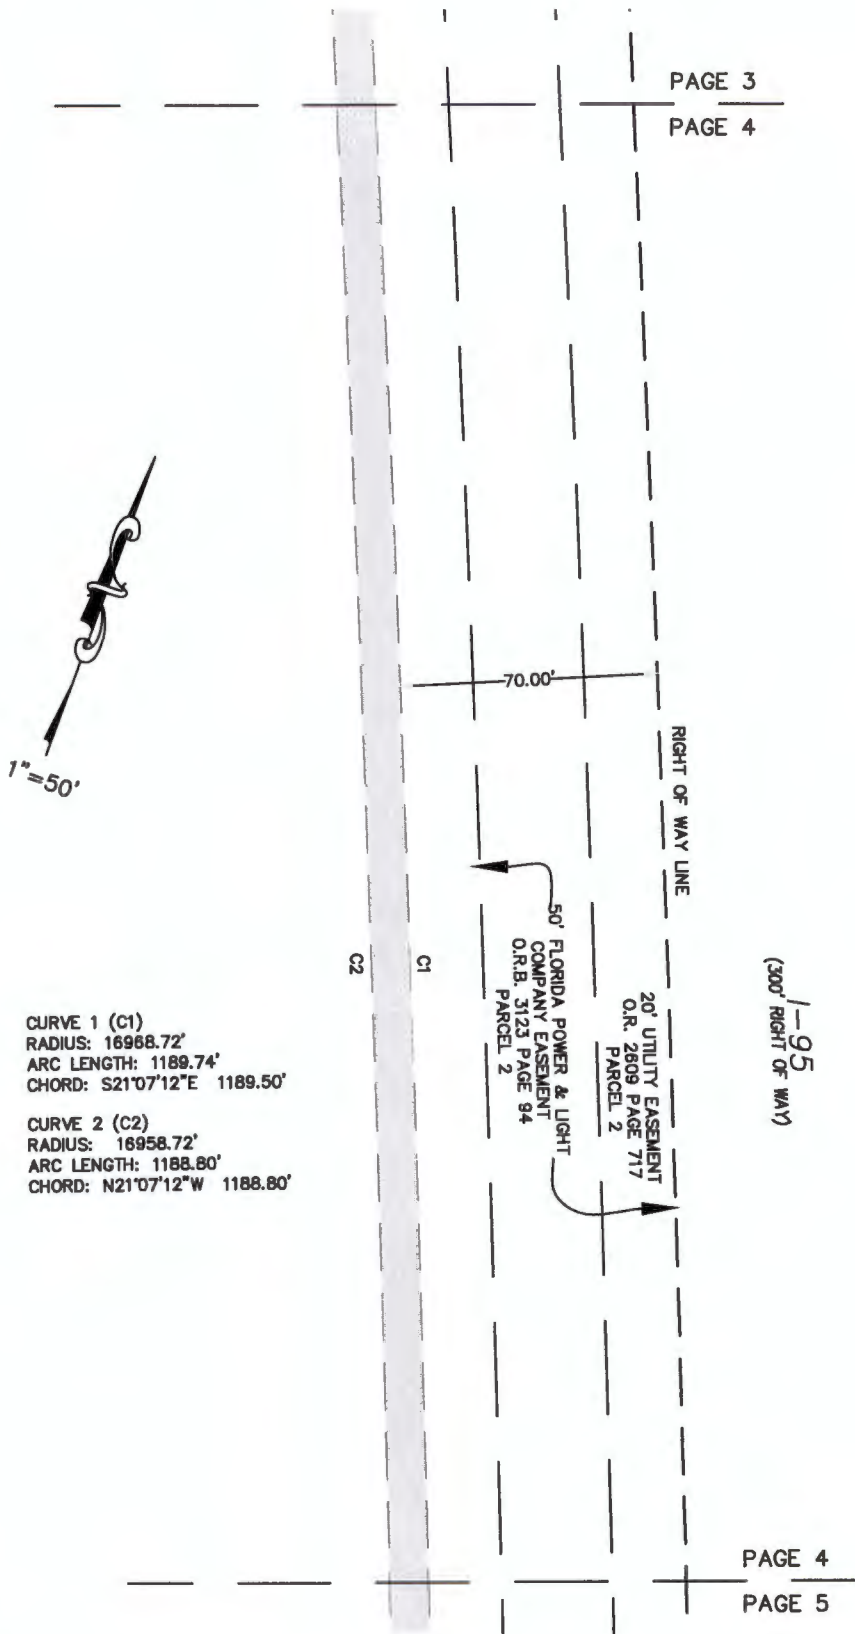 PAGE 3
PAGE 4
1"=50'
70.00'
RIGHT OF WAY LINE
I-95
(300' RIGHT OF WAY)
C1
C2
50' FLORIDA POWER & LIGHT
COMPANY EASEMENT
O.R.B. 3123 PAGE 94
PARCEL 2
20' UTILITY EASEMENT
O.R. 2609 PAGE 717
PARCEL 2
CURVE 1 (C1)
RADIUS: 16968.72'
ARC LENGTH: 1189.74'
CHORD: S21°07'12"E 1189.50'
CURVE 2 (C2)
RADIUS: 16958.72'
ARC LENGTH: 1188.80'
CHORD: N21°07'12"W 1188.80'
PAGE 4
PAGE 5